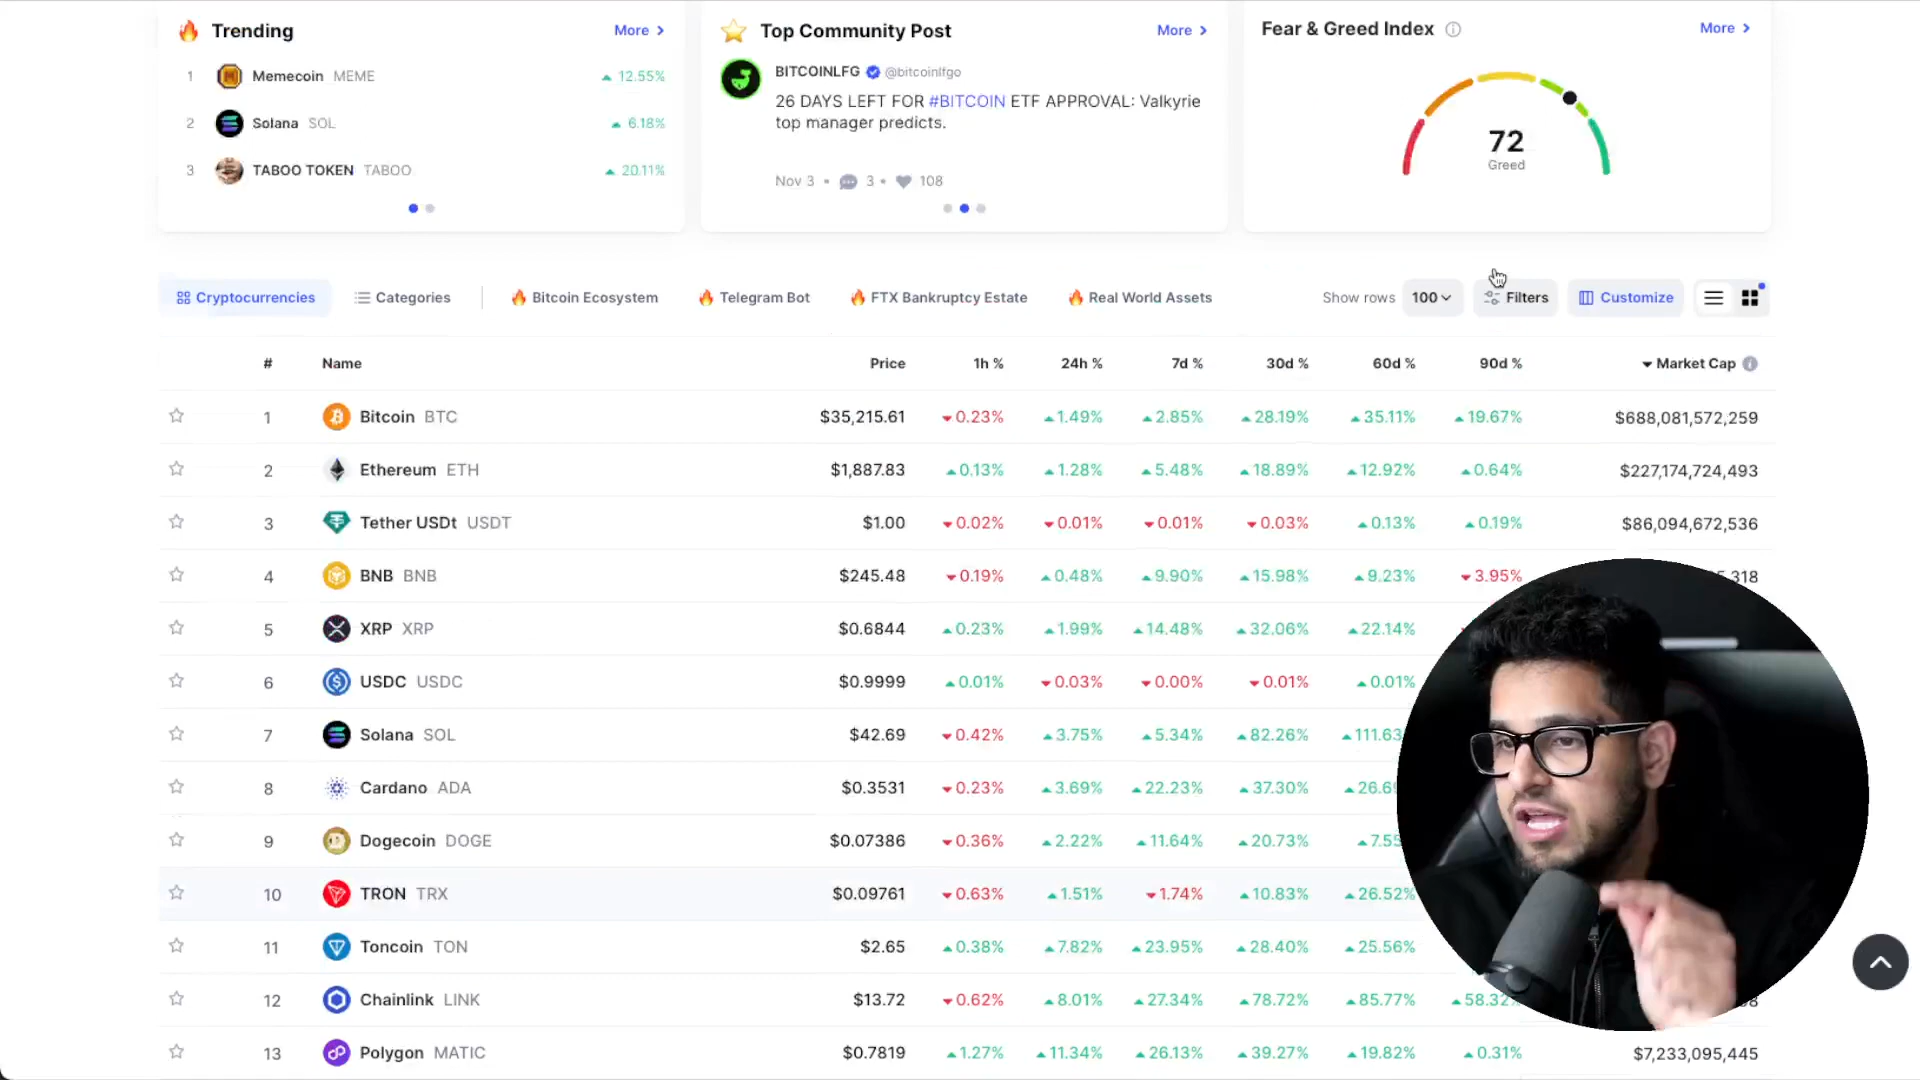 Trending
More
1 Memecoin MEME 12.55%
2 Solana SOL 6.18%
3 TABOO TOKEN TABOO 20.11%
Top Community Post
More
BITCOINLFG @bitcoinlfgo
26 DAYS LEFT FOR #BITCOIN ETF APPROVAL: Valkyrie
top manager predicts.
Nov 3 • 3 • 108
Fear & Greed Index
More
72
Greed
Cryptocurrencies Categories Bitcoin Ecosystem Telegram Bot FTX Bankruptcy Estate Real World Assets Show rows 100 Filters Customize
# Name Price 1h % 24h % 7d % 30d % 60d % 90d % Market Cap
1 Bitcoin BTC $35,215.61 0.23% 1.49% 2.85% 28.19% 35.11% 19.67% $688,081,572,259
2 Ethereum ETH $1,887.83 0.13% 1.28% 5.48% 18.89% 12.92% 0.64% $227,174,724,493
3 Tether USDt USDT $1.00 0.02% 0.01% 0.01% 0.03% 0.13% 0.19% $86,094,672,536
4 BNB BNB $245.48 0.19% 0.48% 9.90% 15.98% 9.23% 3.95% 318
5 XRP XRP $0.6844 0.23% 1.99% 14.48% 32.06% 22.14%
6 USDC USDC $0.9999 0.01% 0.03% 0.00% 0.01% 0.01%
7 Solana SOL $42.69 0.42% 3.75% 5.34% 82.26% 111.63
8 Cardano ADA $0.3531 0.23% 3.69% 22.23% 37.30% 26.6
9 Dogecoin DOGE $0.07386 0.36% 2.22% 11.64% 20.73% 7.55
10 TRON TRX $0.09761 0.63% 1.51% 1.74% 10.83% 26.52%
11 Toncoin TON $2.65 0.38% 7.82% 23.95% 28.40% 25.56%
12 Chainlink LINK $13.72 0.62% 8.01% 27.34% 78.72% 85.77% 58.32%
13 Polygon MATIC $0.7819 1.27% 11.34% 26.13% 39.27% 19.82% 0.31% $7,233,095,445